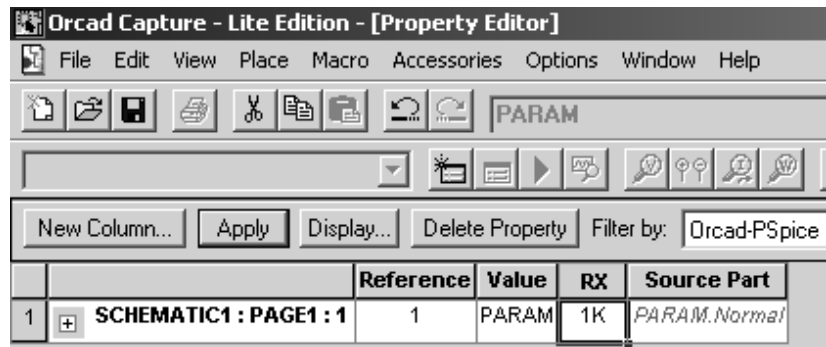 Orcad Capture - Lite Edition - [Property Editor]
File Edit View Place Macro Accessories Options Window Help
PARAM
New Column... Apply Display... Delete Property Filter by: Orcad-PSpice
Reference Value RX Source Part
1 SCHEMATIC1 : PAGE1 : 1 1 PARAM 1K PARAM.Normal